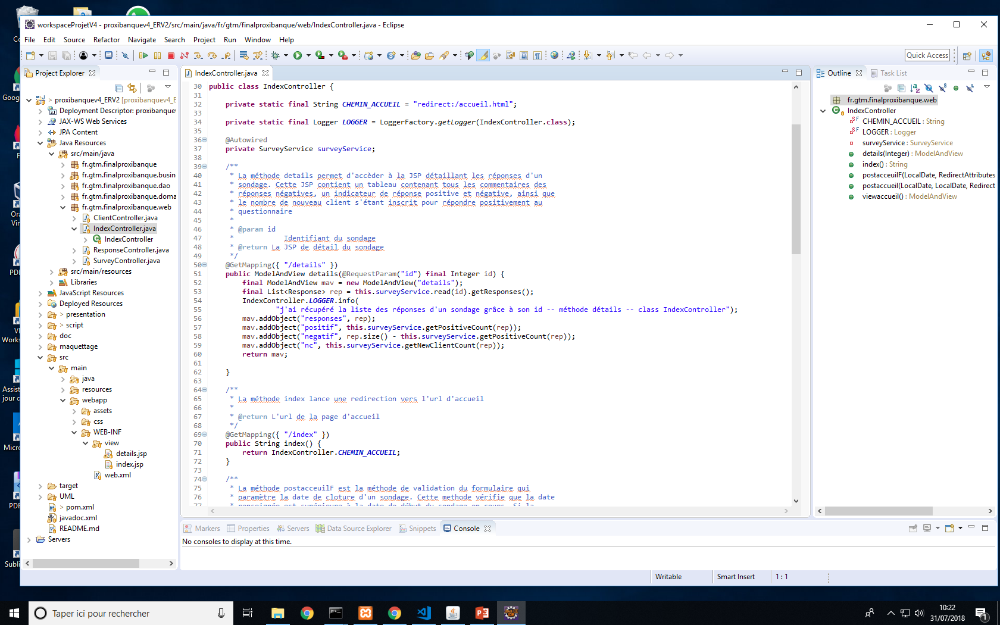 workspaceProjetV4 - proxibanquev4_ERV2/src/main/java/fr/gtm/finalproxibanque/web/IndexController.java - Eclipse
File Edit Source Refactor Navigate Search Project Run Window Help
Quick Access
Project Explorer
> proxibanquev4_ERV2 [proxibanquev4_E
Deployment Descriptor: proxibanquev
JAX-WS Web Services
JPA Content
Java Resources
src/main/java
fr.gtm.finalproxibanque
fr.gtm.finalproxibanque.busin
fr.gtm.finalproxibanque.dao
fr.gtm.finalproxibanque.doma
fr.gtm.finalproxibanque.web
ClientController.java
IndexController.java
IndexController
ResponseController.java
SurveyController.java
src/main/resources
Libraries
JavaScript Resources
Deployed Resources
> presentation
> script
doc
maquettage
src
main
java
resources
webapp
assets
css
WEB-INF
view
details.jsp
index.jsp
web.xml
target
UML
> pom.xml
javadoc.xml
README.md
Servers
IndexController.java
30 public class IndexController {
31
32 private static final String CHEMIN_ACCUEIL = "redirect:/accueil.html";
33
34 private static final Logger LOGGER = LoggerFactory.getLogger(IndexController.class);
35
36 @Autowired
37 private SurveyService surveyService;
38
39 /**
40 * La méthode details permet d'accèder à la JSP détaillant les réponses d'un
41 * sondage. Cette JSP contient un tableau contenant tous les commentaires des
42 * réponses négatives, un indicateur de réponse positive et négative, ainsi que
43 * le nombre de nouveau client s'étant inscrit pour répondre positivement au
44 * questionnaire
45 *
46 * @param id
47 * Identifiant du sondage
48 * @return La JSP de détail du sondage
49 */
50 @GetMapping({ "/details" })
51 public ModelAndView details(@RequestParam("id") final Integer id) {
52 final ModelAndView mav = new ModelAndView("details");
53 final List<Response> rep = this.surveyService.read(id).getResponses();
54 IndexController.LOGGER.info(
55 "j'ai récupéré la liste des réponses d'un sondage grâce à son id -- méthode détails -- class IndexController");
56 mav.addObject("responses", rep);
57 mav.addObject("positif", this.surveyService.getPositiveCount(rep));
58 mav.addObject("negatif", rep.size() - this.surveyService.getPositiveCount(rep));
59 mav.addObject("nc", this.surveyService.getNewClientCount(rep));
60 return mav;
61
62 }
63
64 /**
65 * La méthode index lance une redirection vers l'url d'accueil
66 *
67 * @return L'url de la page d'accueil
68 */
69 @GetMapping({ "/index" })
70 public String index() {
71 return IndexController.CHEMIN_ACCUEIL;
72 }
73
74 /**
75 * La méthode postacceuilF est la méthode de validation du formulaire qui
76 * paramètre la date de cloture d'un sondage. Cette methode vérifie que la date
77 * renseignée est supérieure à la date de début du sondage en cours. Si la
Outline Task List
fr.gtm.finalproxibanque.web
IndexController
CHEMIN_ACCUEIL : String
LOGGER : Logger
surveyService : SurveyService
details(Integer) : ModelAndView
index() : String
postacceuilF(LocalDate, RedirectAttributes
postaccueil(LocalDate, LocalDate, Redirect
viewaccueil() : ModelAndView
Markers Properties Servers Data Source Explorer Snippets Console
No consoles to display at this time.
Writable Smart Insert 1 : 1
Googl
PDF
Ora
Vir
Works
Assist
jour d
Micro
PDF
Subli
Taper ici pour rechercher
10:22
31/07/2018
1